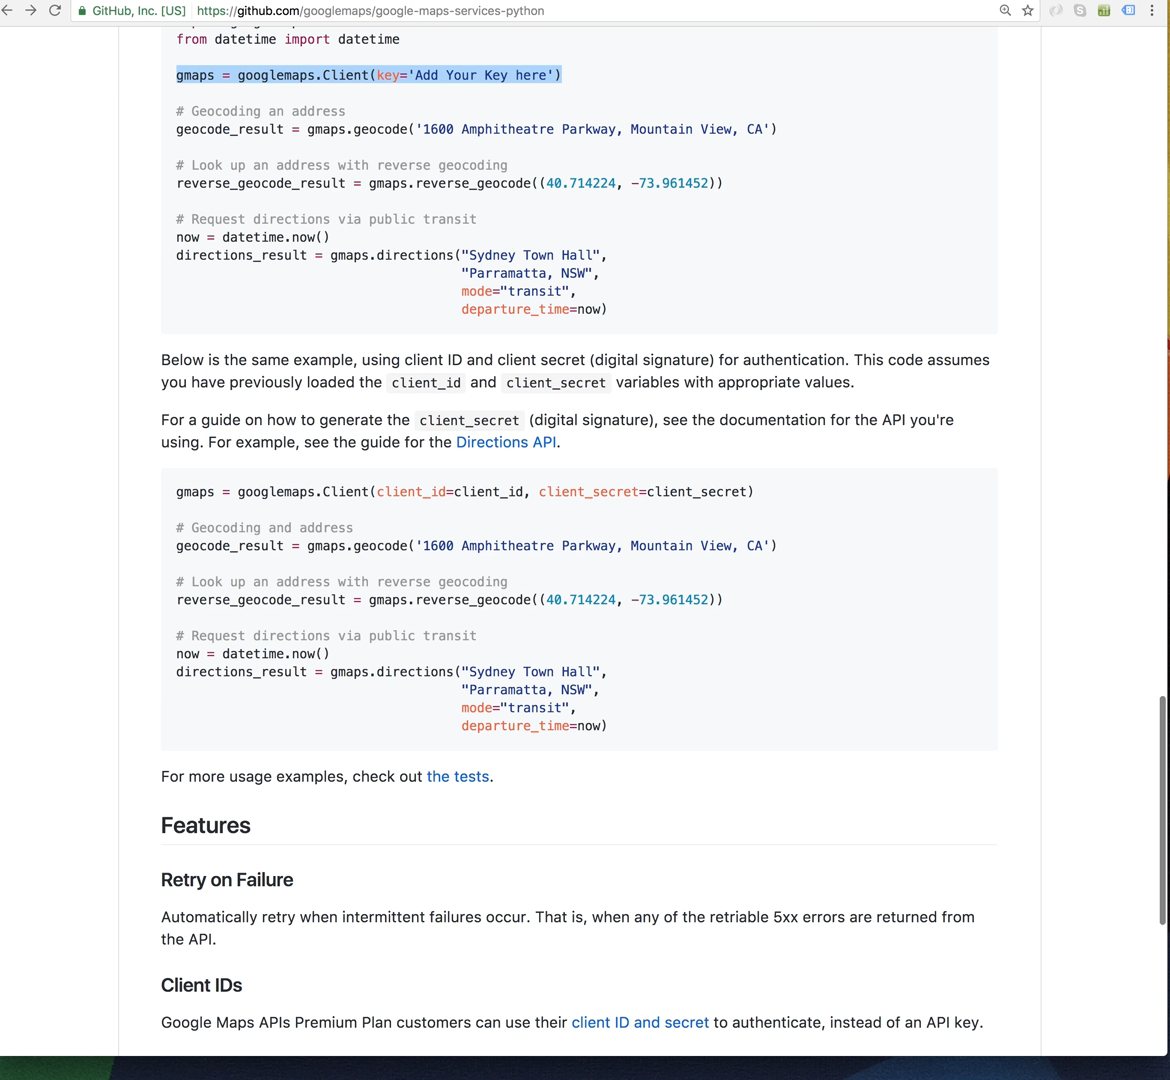 GitHub, Inc. [US] https://github.com/googlemaps/google-maps-services-python
from datetime import datetime
gmaps = googlemaps.Client(key='Add Your Key here')
# Geocoding an address
geocode_result = gmaps.geocode('1600 Amphitheatre Parkway, Mountain View, CA')
# Look up an address with reverse geocoding
reverse_geocode_result = gmaps.reverse_geocode((40.714224, -73.961452))
# Request directions via public transit
now = datetime.now()
directions_result = gmaps.directions("Sydney Town Hall",
"Parramatta, NSW",
mode="transit",
departure_time=now)
Below is the same example, using client ID and client secret (digital signature) for authentication. This code assumes
you have previously loaded the client_id and client_secret variables with appropriate values.
For a guide on how to generate the client_secret (digital signature), see the documentation for the API you're
using. For example, see the guide for the Directions API.
gmaps = googlemaps.Client(client_id=client_id, client_secret=client_secret)
# Geocoding and address
geocode_result = gmaps.geocode('1600 Amphitheatre Parkway, Mountain View, CA')
# Look up an address with reverse geocoding
reverse_geocode_result = gmaps.reverse_geocode((40.714224, -73.961452))
# Request directions via public transit
now = datetime.now()
directions_result = gmaps.directions("Sydney Town Hall",
"Parramatta, NSW",
mode="transit",
departure_time=now)
For more usage examples, check out the tests.
Features
Retry on Failure
Automatically retry when intermittent failures occur. That is, when any of the retriable 5xx errors are returned from
the API.
Client IDs
Google Maps APIs Premium Plan customers can use their client ID and secret to authenticate, instead of an API key.